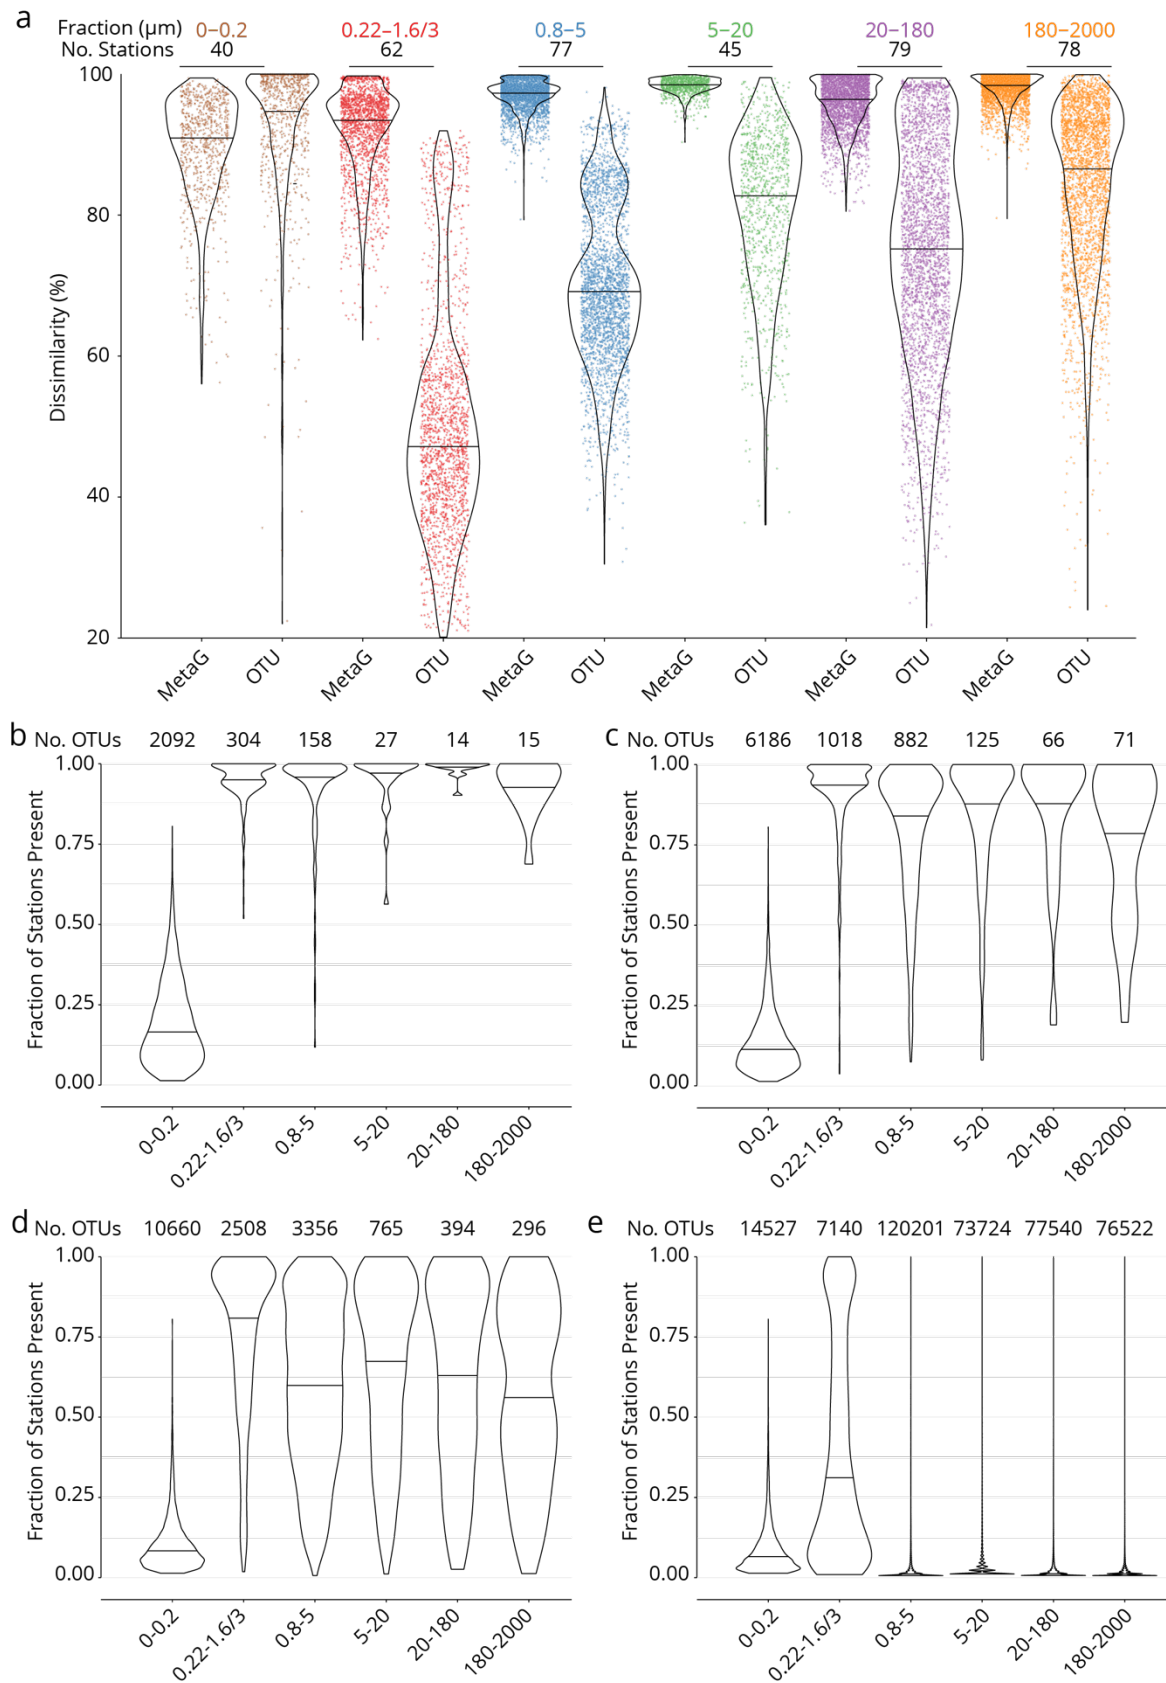 a
Fraction (μm) 0–0.2 0.22–1.6/3 0.8–5 5–20 20–180 180–2000
No. Stations 40 62 77 45 79 78
100
80
60
40
20
Dissimilarity (%)
MetaG OTU MetaG OTU MetaG OTU MetaG OTU MetaG OTU MetaG OTU
b No. OTUs 2092 304 158 27 14 15
1.00
0.75
0.50
0.25
0.00
Fraction of Stations Present
0-0.2 0.22-1.6/3 0.8-5 5-20 20-180 180-2000
c No. OTUs 6186 1018 882 125 66 71
1.00
0.75
0.50
0.25
0.00
Fraction of Stations Present
0-0.2 0.22-1.6/3 0.8-5 5-20 20-180 180-2000
d No. OTUs 10660 2508 3356 765 394 296
1.00
0.75
0.50
0.25
0.00
Fraction of Stations Present
0-0.2 0.22-1.6/3 0.8-5 5-20 20-180 180-2000
e No. OTUs 14527 7140 120201 73724 77540 76522
1.00
0.75
0.50
0.25
0.00
Fraction of Stations Present
0-0.2 0.22-1.6/3 0.8-5 5-20 20-180 180-2000